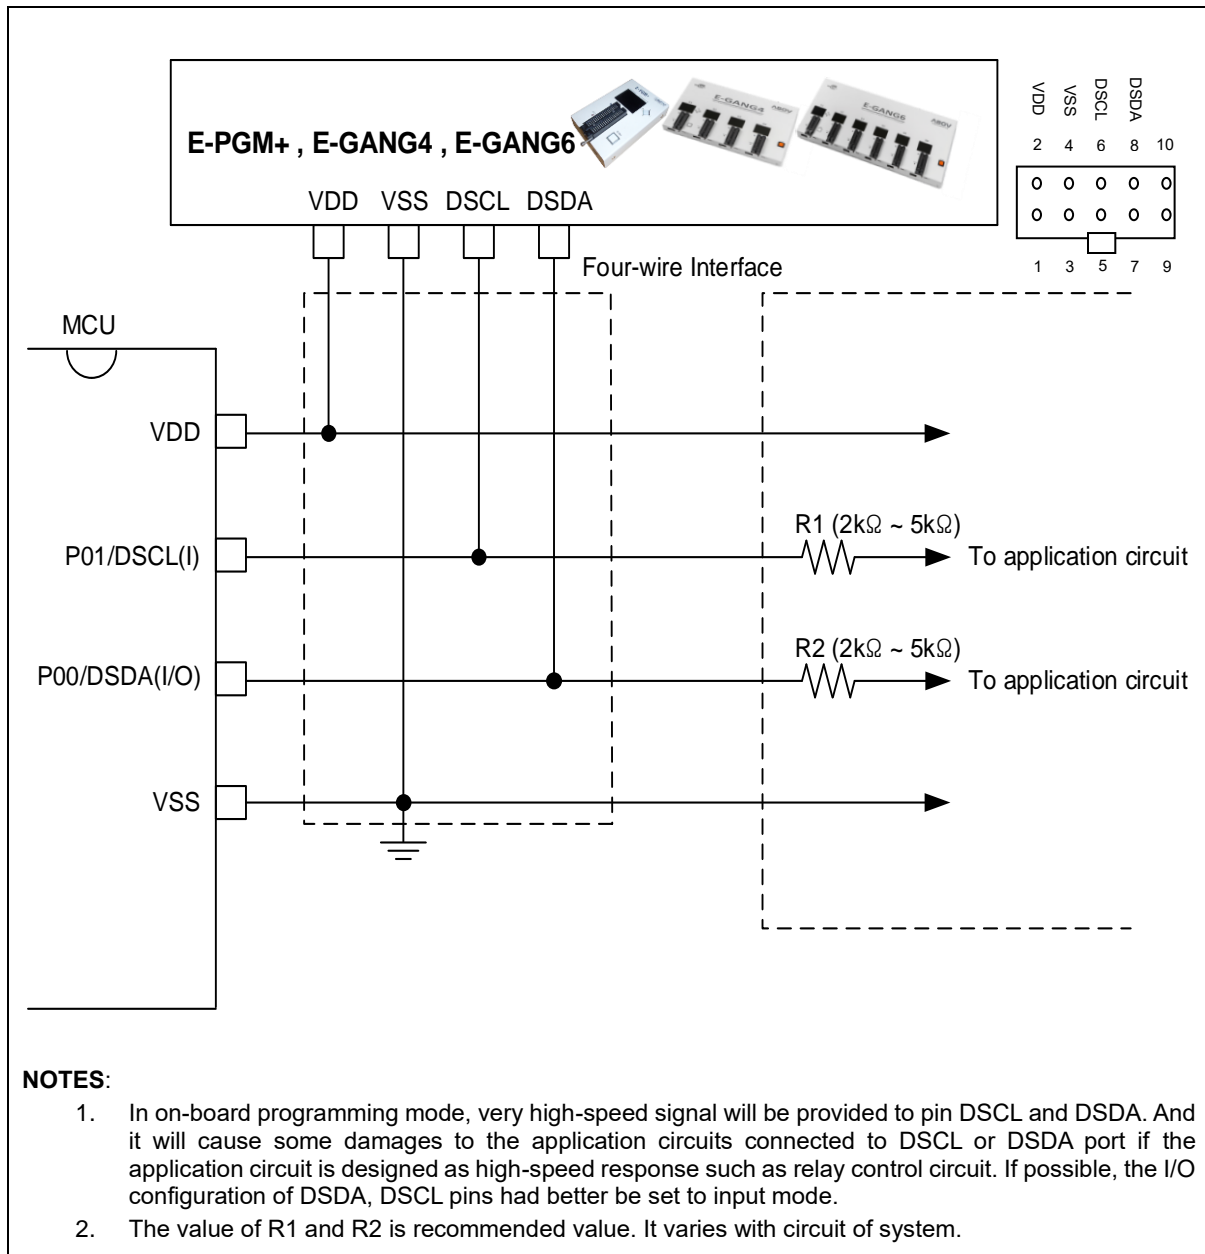 E-PGM+ , E-GANG4 , E-GANG6
E-GANG4
E-GANG6
VDD VSS DSCL DSDA
VDD VSS DSCL DSDA
2 4 6 8 10
1 3 5 7 9
Four-wire Interface
MCU
VDD
R1 (2kΩ ~ 5kΩ)
P01/DSCL(I)
To application circuit
R2 (2kΩ ~ 5kΩ)
P00/DSDA(I/O)
To application circuit
VSS
NOTES:
1. In on-board programming mode, very high-speed signal will be provided to pin DSCL and DSDA. And
it will cause some damages to the application circuits connected to DSCL or DSDA port if the
application circuit is designed as high-speed response such as relay control circuit. If possible, the I/O
configuration of DSDA, DSCL pins had better be set to input mode.
2. The value of R1 and R2 is recommended value. It varies with circuit of system.